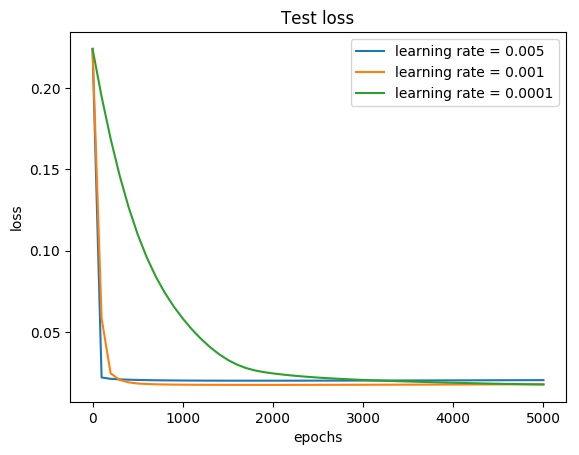 Test loss
learning rate = 0.005
learning rate = 0.001
learning rate = 0.0001
0.20
0.15
0.10
0.05
loss
0 1000 2000 3000 4000 5000
epochs